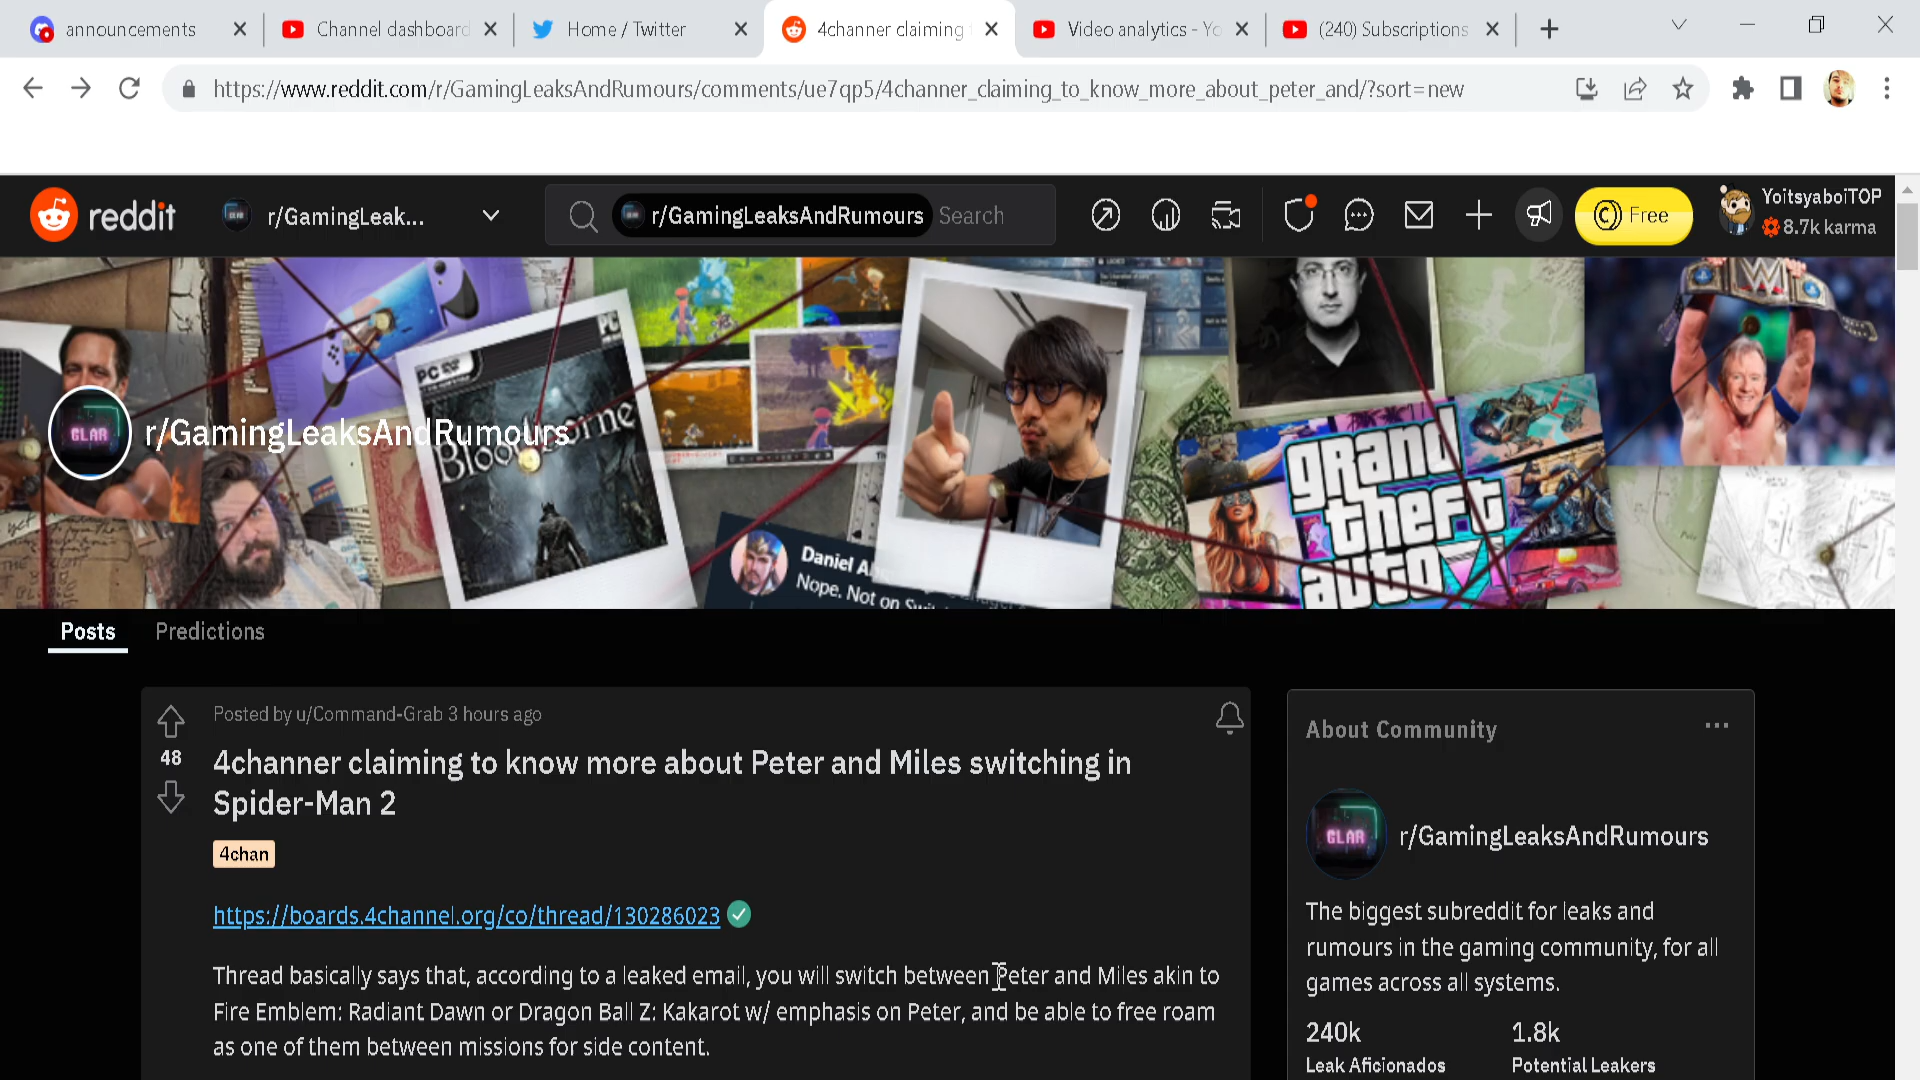 announcements
Channel dashboard
Home / Twitter
4channer claiming
Video analytics - Yo
(240) Subscriptions
https://www.reddit.com/r/GamingLeaksAndRumours/comments/ue7qp5/4channer_claiming_to_know_more_about_peter_and/?sort=new
reddit
r/GamingLeak...
r/GamingLeaksAndRumours
Search
Free
YoitsyaboiTOP
8.7k karma
PC
Bloodborne
grand
theft
auto
VI
Daniel A
Nope. Not on Swi
GLAR
r/GamingLeaksAndRumours
Posts
Predictions
Posted by u/Command-Grab 3 hours ago
48
4channer claiming to know more about Peter and Miles switching in
Spider-Man 2
4chan
https://boards.4channel.org/co/thread/130286023
Thread basically says that, according to a leaked email, you will switch between Peter and Miles akin to
Fire Emblem: Radiant Dawn or Dragon Ball Z: Kakarot w/ emphasis on Peter, and be able to free roam
as one of them between missions for side content.
About Community
GLAR
r/GamingLeaksAndRumours
The biggest subreddit for leaks and
rumours in the gaming community, for all
games across all systems.
240k
1.8k
Leak Aficionados
Potential Leakers